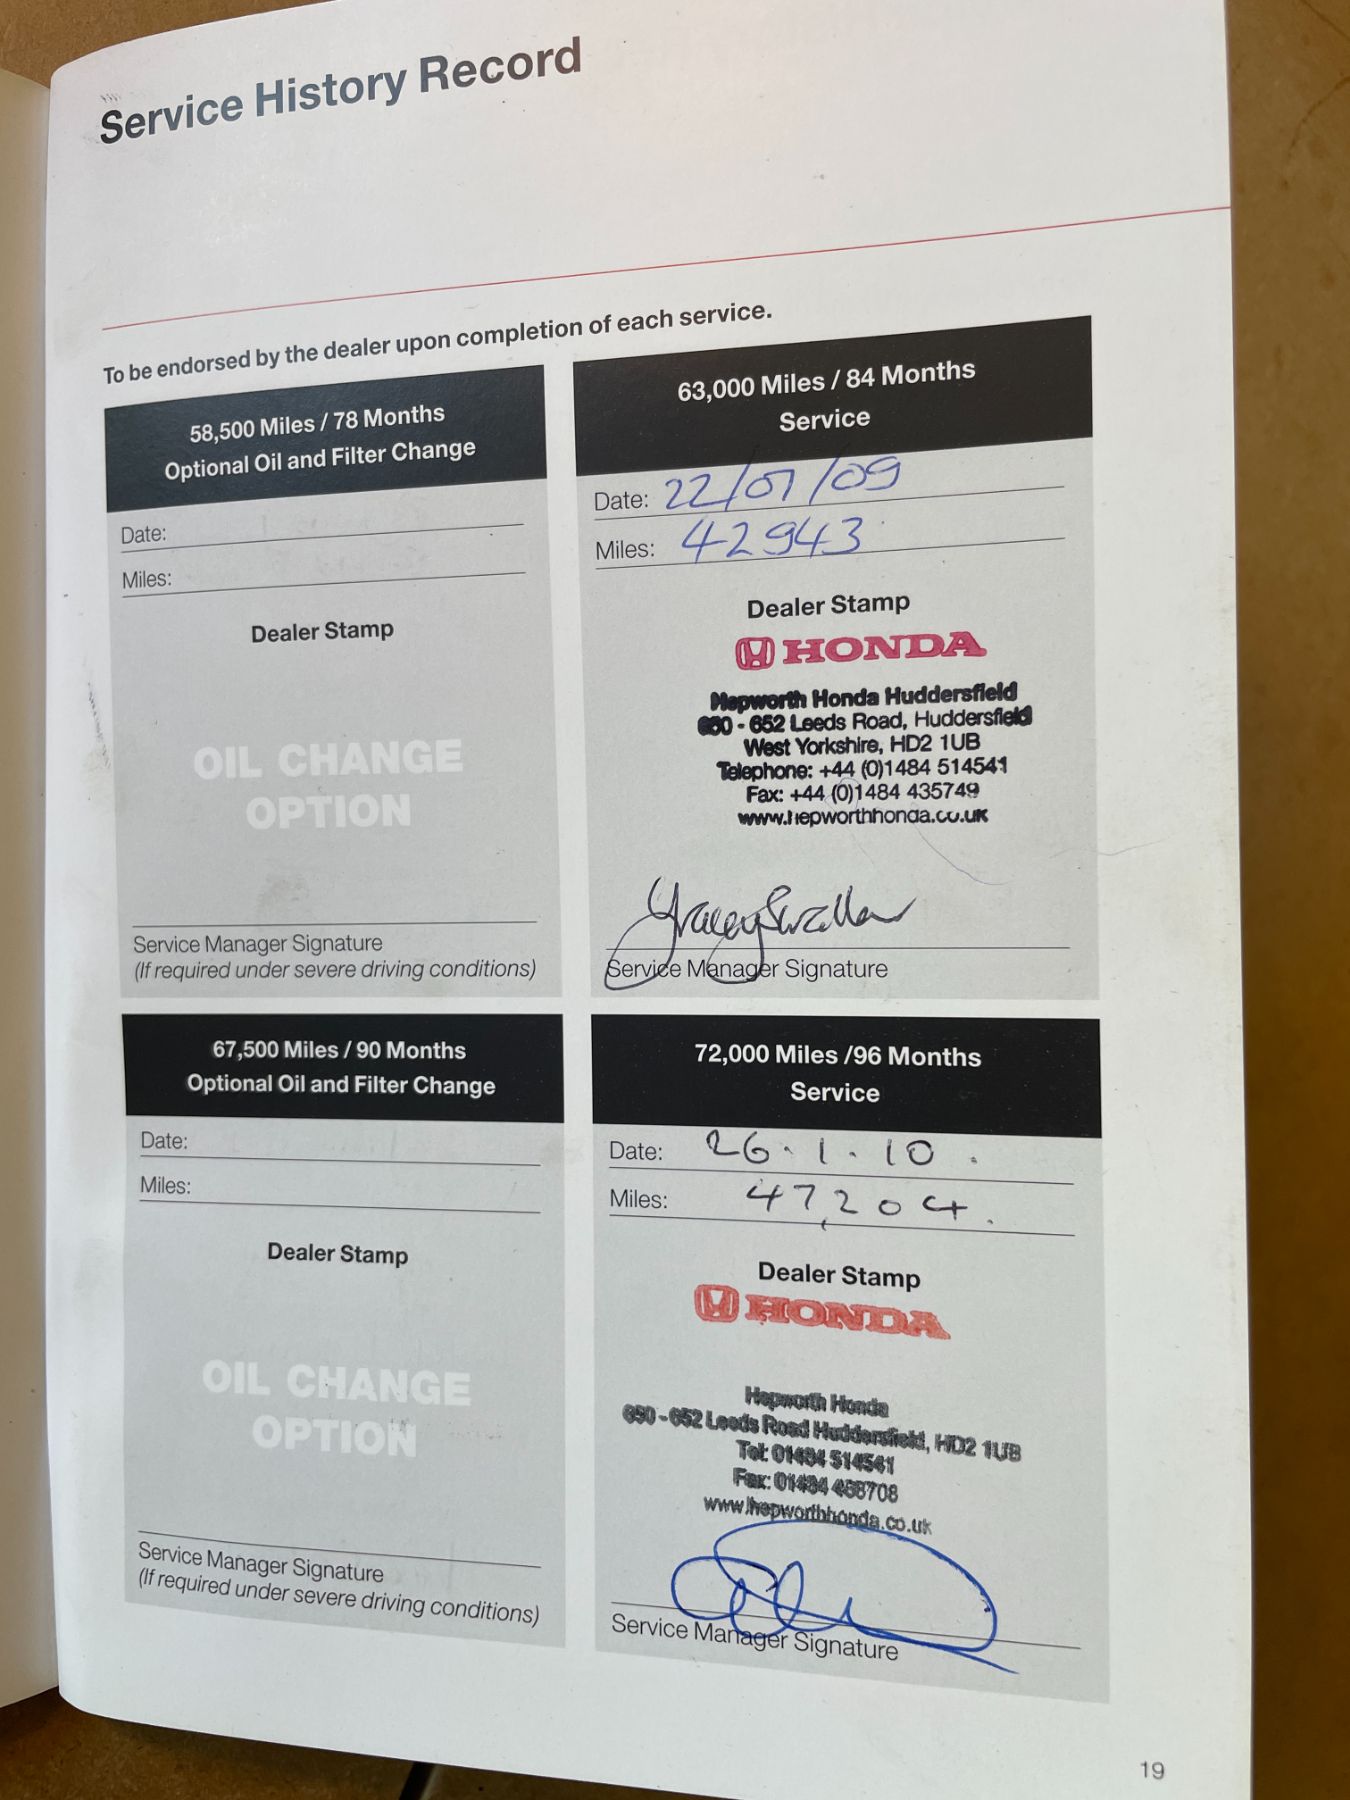 Service History Record
To be endorsed by the dealer upon completion of each service.
58,500 Miles / 78 Months
Optional Oil and Filter Change
Date:
Miles:
Dealer Stamp
OIL CHANGE
OPTION
Service Manager Signature
(If required under severe driving conditions)
63,000 Miles / 84 Months
Service
Date: 22/01/09
Miles: 42943
Dealer Stamp
HONDA
Hepworth Honda Huddersfield
650 - 652 Leeds Road, Huddersfield
West Yorkshire, HD2 1UB
Telephone: +44 (0)1484 514541
Fax: +44 (0)1484 435749
www.hepworthhonda.co.uk
Service Manager Signature
67,500 Miles / 90 Months
Optional Oil and Filter Change
Date:
Miles:
Dealer Stamp
OIL CHANGE
OPTION
Service Manager Signature
(If required under severe driving conditions)
72,000 Miles /96 Months
Service
Date: 26.1.10.
Miles: 47,204.
Dealer Stamp
HONDA
Hepworth Honda
650 - 652 Leeds Road Huddersfield, HD2 1UB
Tel: 01484 514541
Fax: 01484
www.hepworthhonda.co.uk
Service Manager Signature
19